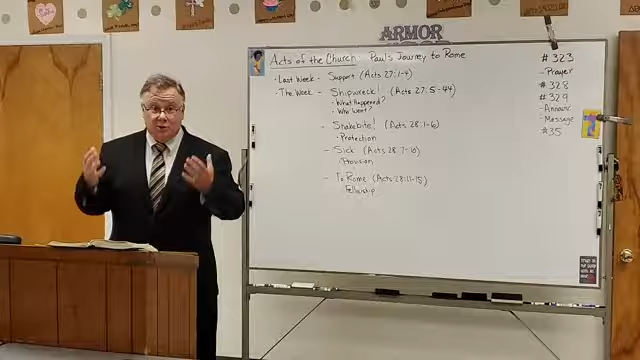 ARMOR
Acts of the Church: Paul's Journey to Rome
- Last Week - Support (Acts 27:1-4)
- This Week - Shipwreck! (Acts 27:5-44)
- What Happened?
- Who Went?
- Snakebite! (Acts 28:1-6)
- Protection
- Sick (Acts 28:7-10)
Provision
- To Rome (Acts 28:11-15)
Fellowship
#323
- Prayer
#328
#329
- Announc.
- Message
#35